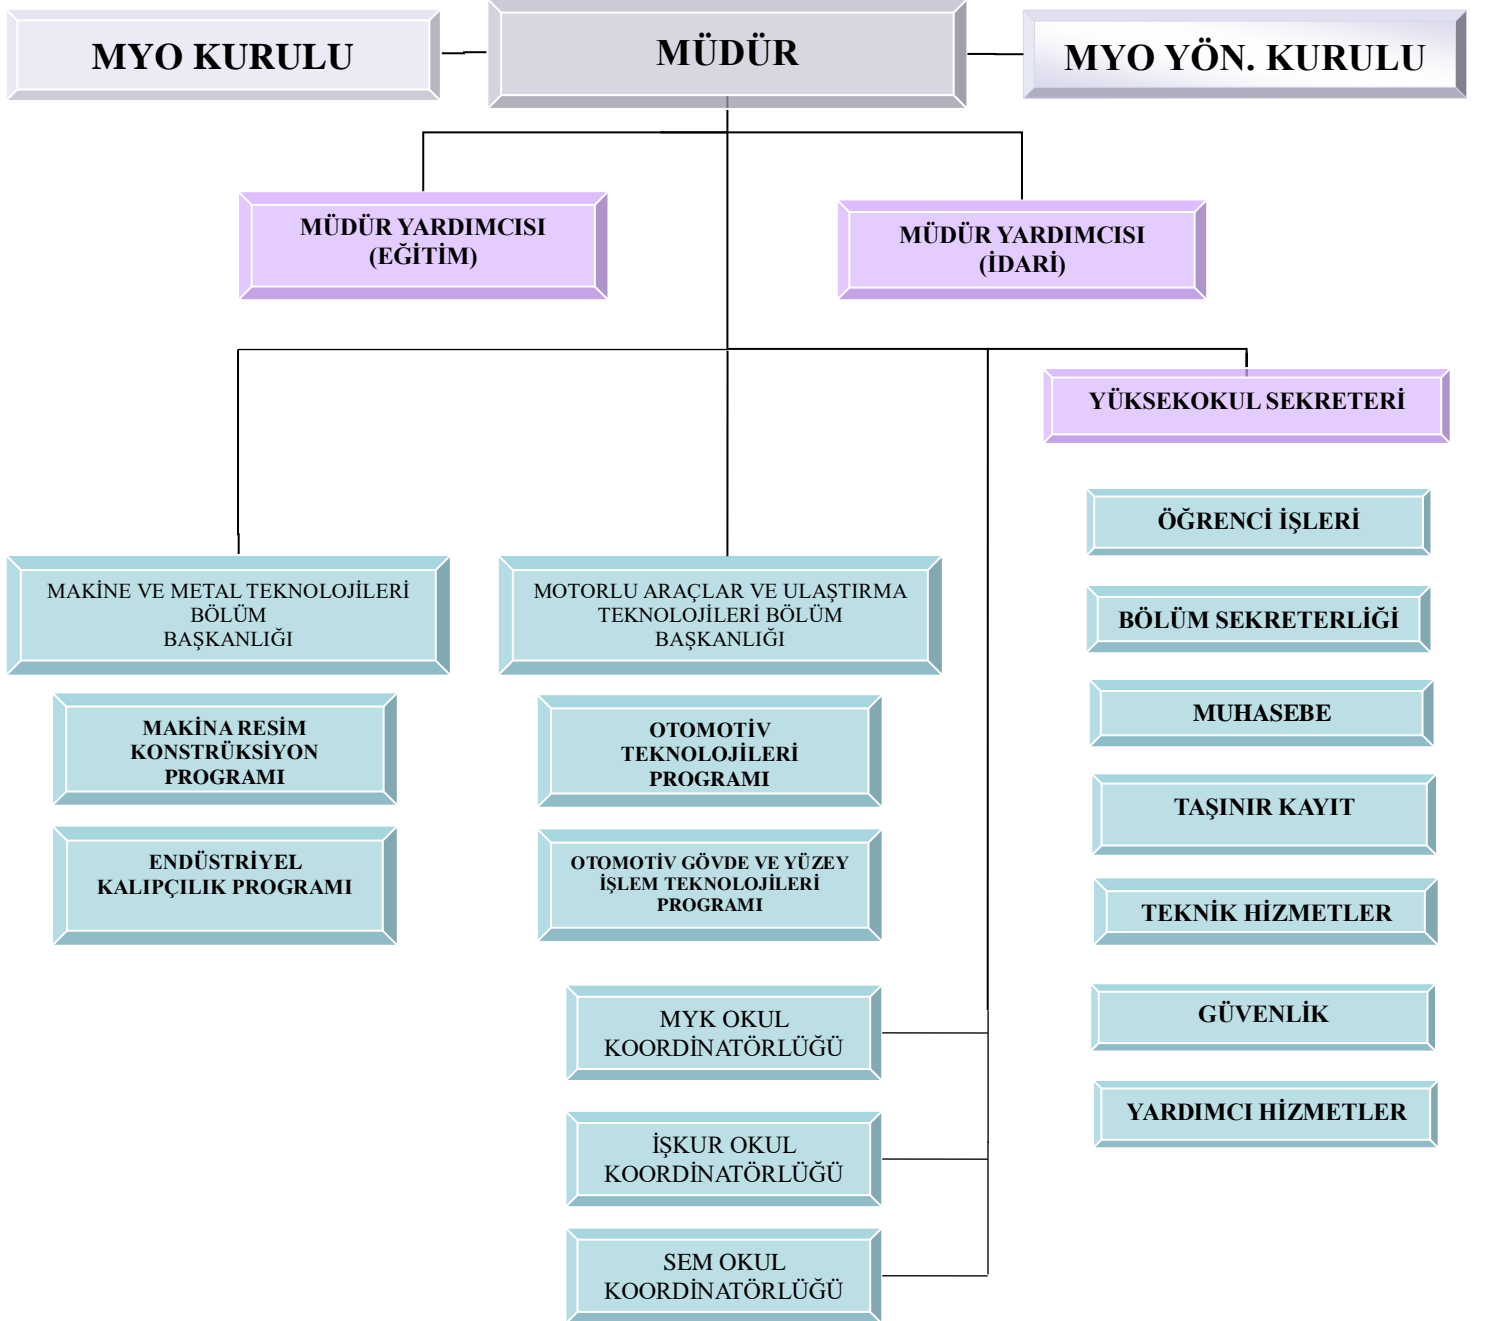 MYO KURULU
MÜDÜR
MYO YÖN. KURULU
MÜDÜR YARDIMCISI
(EĞİTİM)
MÜDÜR YARDIMCISI
(İDARİ)
YÜKSEKOKUL SEKRETERİ
MAKİNE VE METAL TEKNOLOJİLERİ
BÖLÜM
BAŞKANLIĞI
MAKİNA RESİM
KONSTRÜKSİYON
PROGRAMI
ENDÜSTRİYEL
KALIPÇILIK PROGRAMI
MOTORLU ARAÇLAR VE ULAŞTIRMA
TEKNOLOJİLERİ BÖLÜM
BAŞKANLIĞI
OTOMOTİV
TEKNOLOJİLERİ
PROGRAMI
OTOMOTİV GÖVDE VE YÜZEY
İŞLEM TEKNOLOJİLERİ
PROGRAMI
MYK OKUL
KOORDİNATÖRLÜĞÜ
İŞKUR OKUL
KOORDİNATÖRLÜĞÜ
SEM OKUL
KOORDİNATÖRLÜĞÜ
ÖĞRENCİ İŞLERİ
BÖLÜM SEKRETERLİĞİ
MUHASEBE
TAŞINIR KAYIT
TEKNİK HİZMETLER
GÜVENLİK
YARDIMCI HİZMETLER